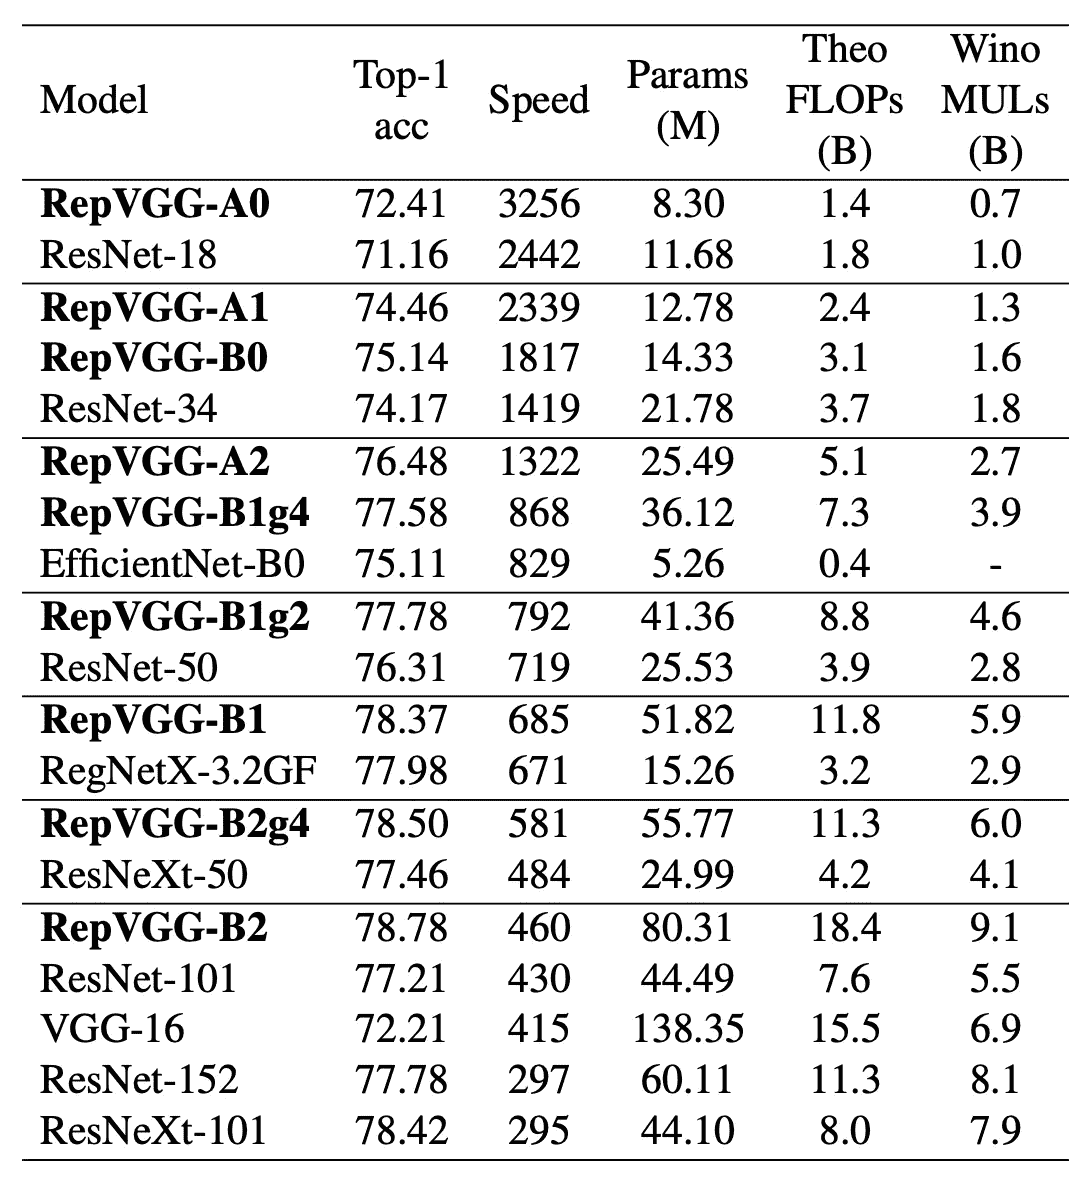 Model Top-1 acc Speed Params (M) Theo FLOPs (B) Wino MULs (B)
RepVGG-A0 72.41 3256 8.30 1.4 0.7
ResNet-18 71.16 2442 11.68 1.8 1.0
RepVGG-A1 74.46 2339 12.78 2.4 1.3
RepVGG-B0 75.14 1817 14.33 3.1 1.6
ResNet-34 74.17 1419 21.78 3.7 1.8
RepVGG-A2 76.48 1322 25.49 5.1 2.7
RepVGG-B1g4 77.58 868 36.12 7.3 3.9
EfficientNet-B0 75.11 829 5.26 0.4 -
RepVGG-B1g2 77.78 792 41.36 8.8 4.6
ResNet-50 76.31 719 25.53 3.9 2.8
RepVGG-B1 78.37 685 51.82 11.8 5.9
RegNetX-3.2GF 77.98 671 15.26 3.2 2.9
RepVGG-B2g4 78.50 581 55.77 11.3 6.0
ResNeXt-50 77.46 484 24.99 4.2 4.1
RepVGG-B2 78.78 460 80.31 18.4 9.1
ResNet-101 77.21 430 44.49 7.6 5.5
VGG-16 72.21 415 138.35 15.5 6.9
ResNet-152 77.78 297 60.11 11.3 8.1
ResNeXt-101 78.42 295 44.10 8.0 7.9